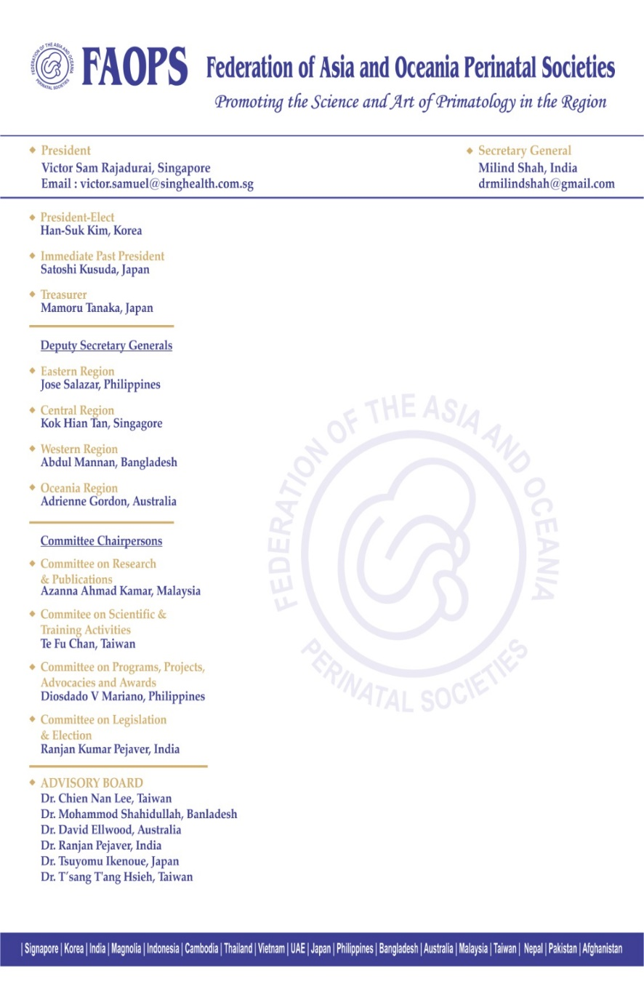 FEDERATION OF THE ASIA AND OCEANIA
PERINATAL SOCIETIES
FAOPS
Federation of Asia and Oceania Perinatal Societies
Promoting the Science and Art of Primatology in the Region
President
Victor Sam Rajadurai, Singapore
Email : victor.samuel@singhealth.com.sg
Secretary General
Milind Shah, India
drmilindshah@gmail.com
President-Elect
Han-Suk Kim, Korea
Immediate Past President
Satoshi Kusuda, Japan
Treasurer
Mamoru Tanaka, Japan
Deputy Secretary Generals
Eastern Region
Jose Salazar, Philippines
Central Region
Kok Hian Tan, Singagore
Western Region
Abdul Mannan, Bangladesh
Oceania Region
Adrienne Gordon, Australia
Committee Chairpersons
Committee on Research
& Publications
Azanna Ahmad Kamar, Malaysia
Commitee on Scientific &
Training Activities
Te Fu Chan, Taiwan
Committee on Programs, Projects,
Advocacies and Awards
Diosdado V Mariano, Philippines
Committee on Legislation
& Election
Ranjan Kumar Pejaver, India
ADVISORY BOARD
Dr. Chien Nan Lee, Taiwan
Dr. Mohammod Shahidullah, Banladesh
Dr. David Ellwood, Australia
Dr. Ranjan Pejaver, India
Dr. Tsuyomu Ikenoue, Japan
Dr. T’sang T'ang Hsieh, Taiwan
FEDERATION OF THE ASIA AND OCEANIA
PERINATAL SOCIETIES
| Signapore | Korea | India | Magnolia | Indonesia | Cambodia | Thailand | Vietnam | UAE | Japan | Philippines | Bangladesh | Australia | Malaysia | Taiwan | Nepal | Pakistan | Afghanistan